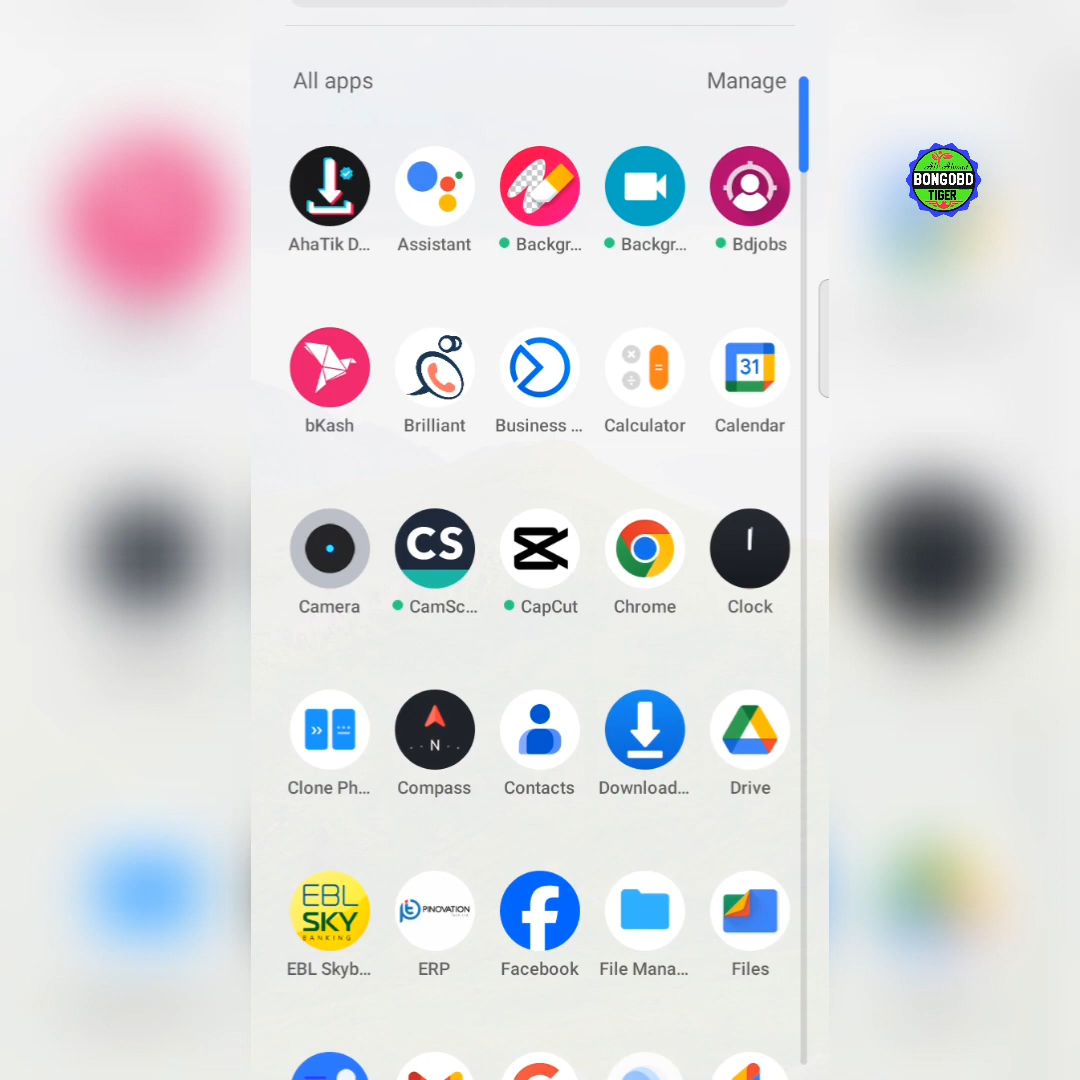 All apps Manage
AhaTik D... Assistant Backgr... Backgr... Bdjobs
BONGOBD
TIGER
31
bKash Brilliant Business ... Calculator Calendar
CS
Camera CamSc... CapCut Chrome Clock
N
Clone Ph... Compass Contacts Download... Drive
EBL
SKY
BANKING
PINOVATION
EBL Skyb... ERP Facebook File Mana... Files